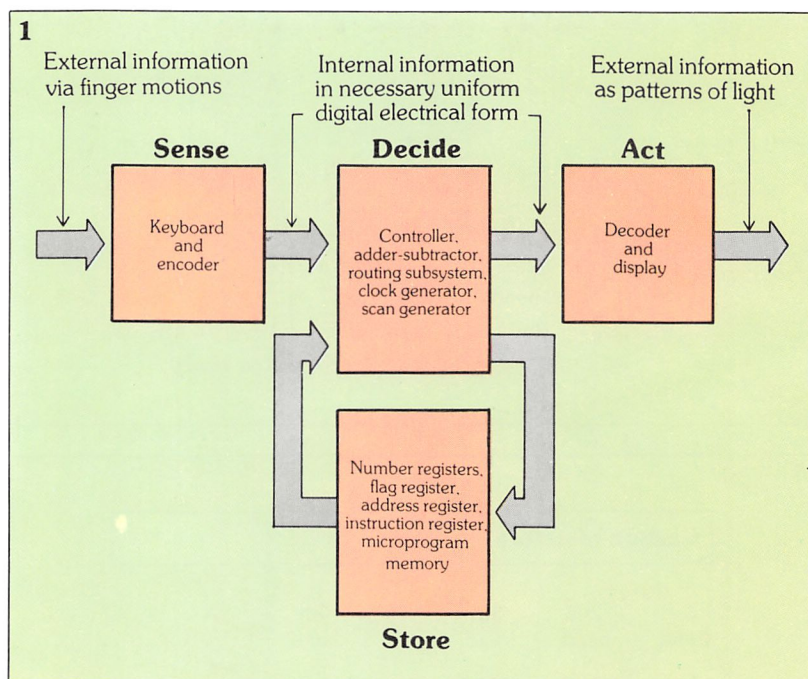 1
External information
via finger motions
Internal information
in necessary uniform
digital electrical form
External information
as patterns of light
Sense
Decide
Act
Keyboard
and
encoder
Controller,
adder-subtractor,
routing subsystem,
clock generator,
scan generator
Decoder
and
display
Number registers,
flag register,
address register,
instruction register,
microprogram
memory
Store